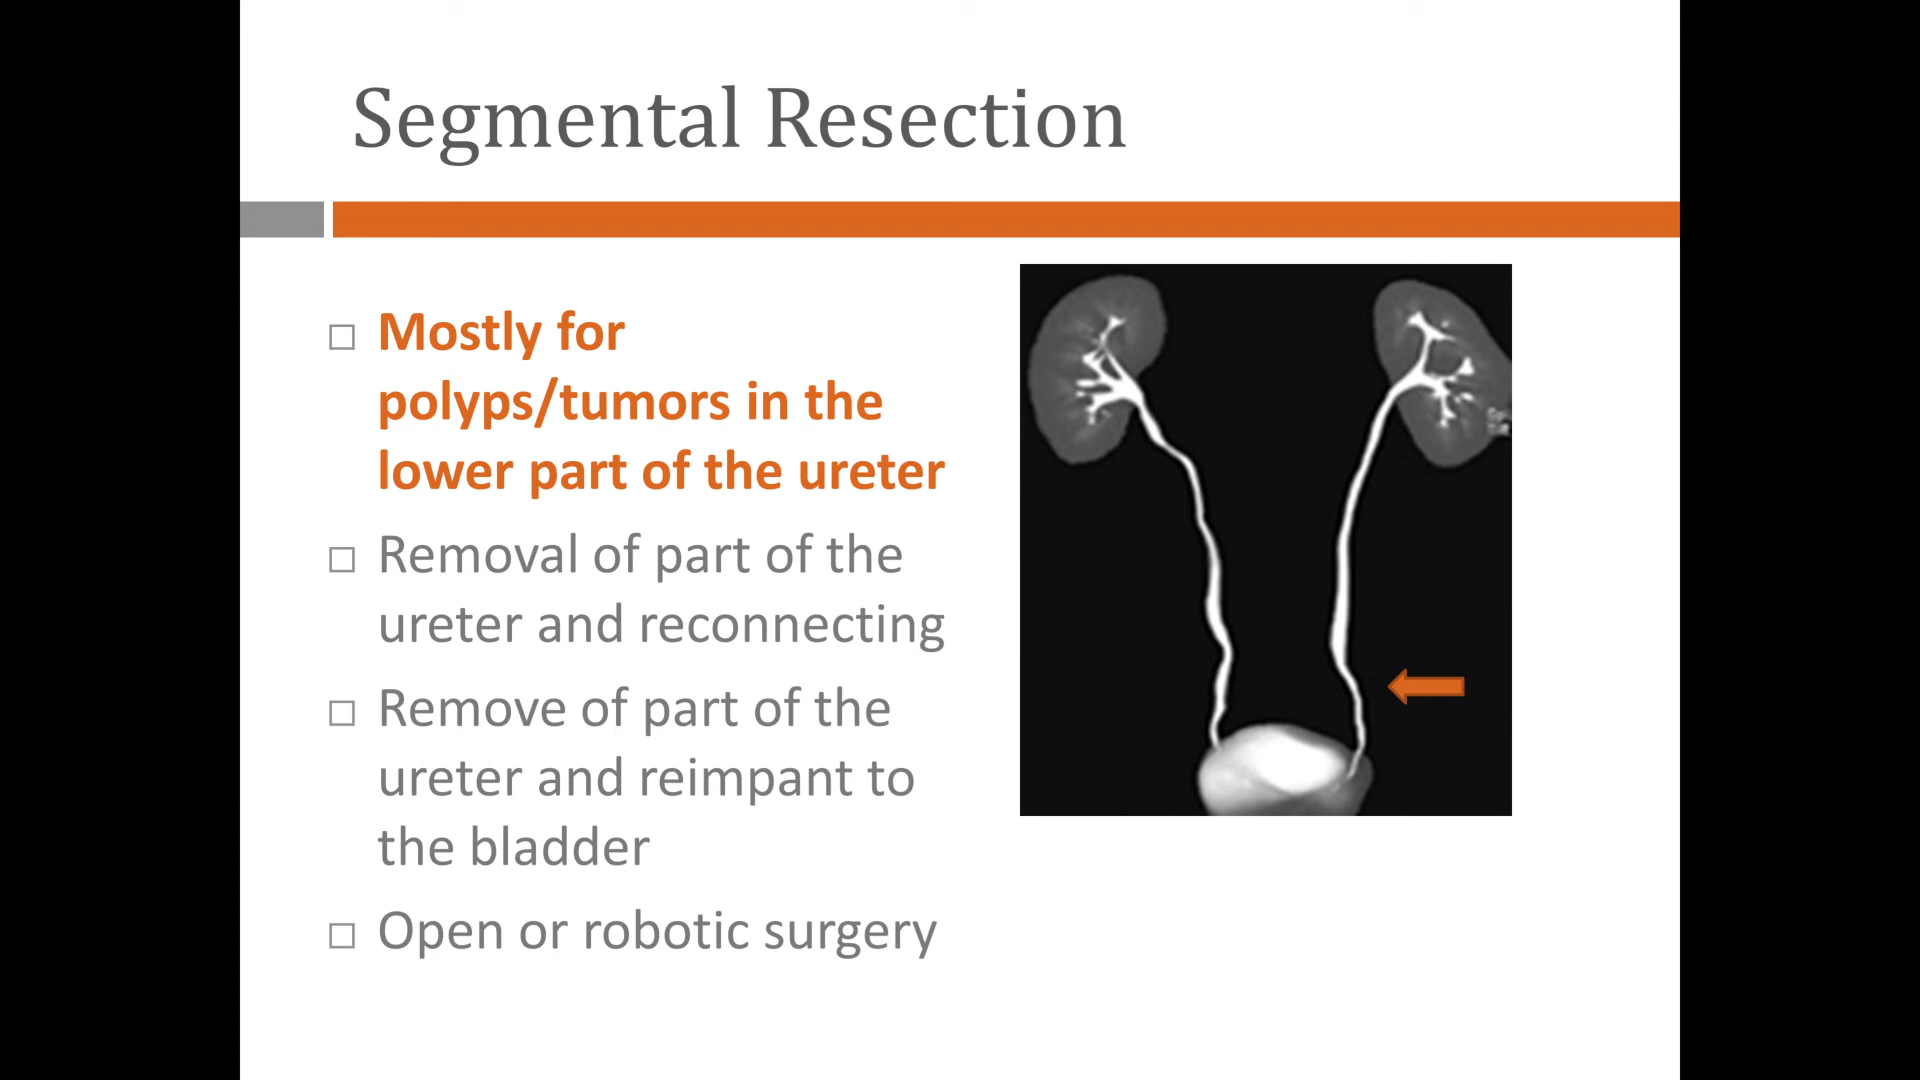 Segmental Resection
Mostly for
polyps/tumors in the
lower part of the ureter
Removal of part of the
ureter and reconnecting
Remove of part of the
ureter and reimpant to
the bladder
Open or robotic surgery